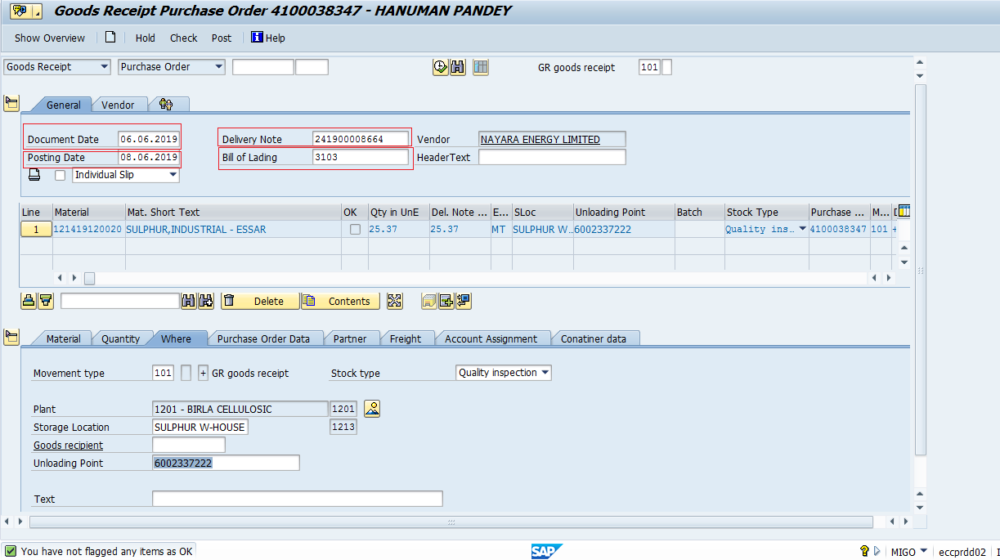 Goods Receipt Purchase Order 4100038347 - HANUMAN PANDEY
Show Overview Hold Check Post Help
Goods Receipt Purchase Order GR goods receipt 101
General Vendor
Document Date 06.06.2019 Delivery Note 241900008664 Vendor NAYARA ENERGY LIMITED
Posting Date 08.06.2019 Bill of Lading 3103 HeaderText
Individual Slip
Line Material Mat. Short Text OK Qty in UnE Del. Note ... E... SLoc Unloading Point Batch Stock Type Purchase ... M...
1 121419120020 SULPHUR,INDUSTRIAL - ESSAR 25.37 25.37 MT SULPHUR W... 6002337222 Quality ins... 4100038347 101 +
Delete Contents
Material Quantity Where Purchase Order Data Partner Freight Account Assignment Conatiner data
Movement type 101 + GR goods receipt Stock type Quality inspection
Plant 1201 - BIRLA CELLULOSIC 1201
Storage Location SULPHUR W-HOUSE 1213
Goods recipient
Unloading Point 6002337222
Text
You have not flagged any items as OK SAP MIGO eccprdd02 I